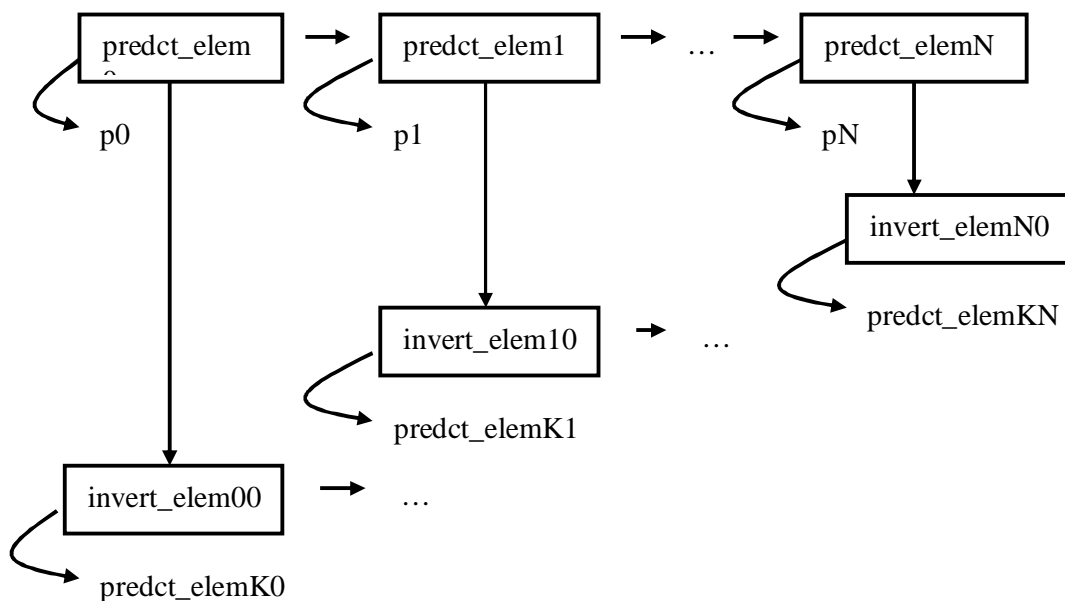 predct_elem
predct_elem1
…
predct_elemN
p0
p1
pN
invert_elemN0
predct_elemKN
invert_elem10
…
predct_elemK1
invert_elem00
…
predct_elemK0